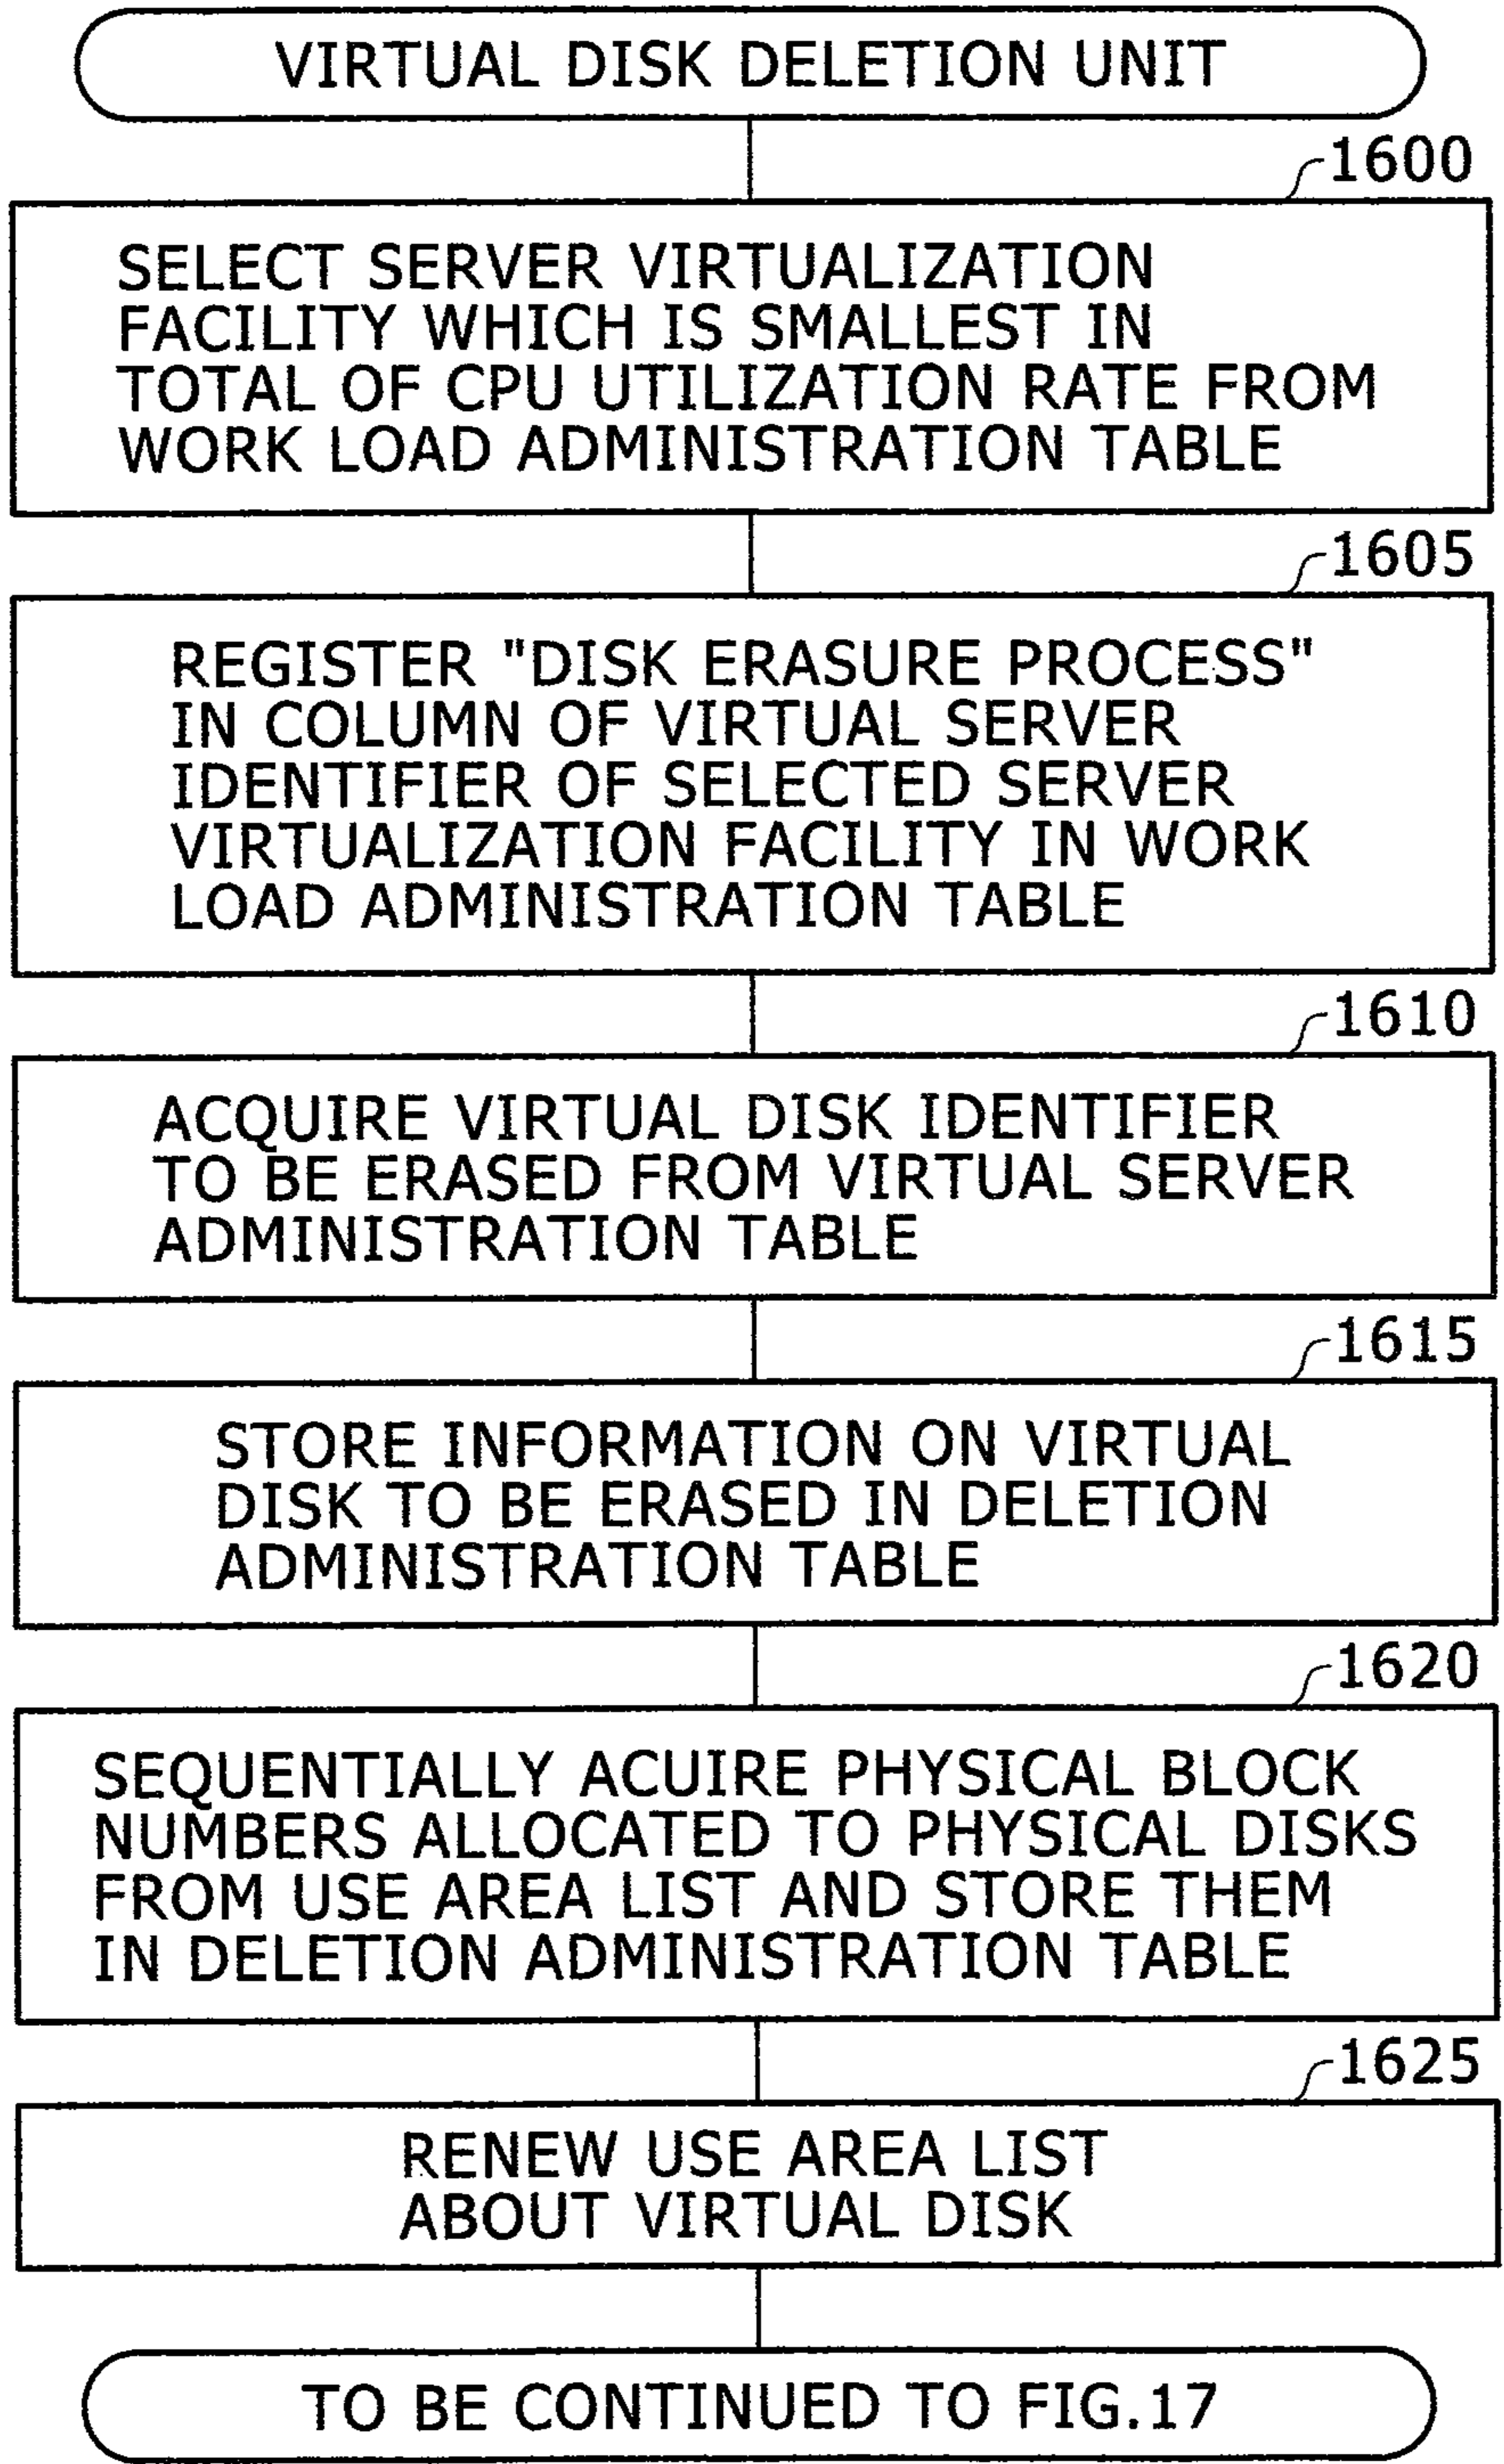 VIRTUAL DISK DELETION UNIT
1600
SELECT SERVER VIRTUALIZATION
FACILITY WHICH IS SMALLEST IN
TOTAL OF CPU UTILIZATION RATE FROM
WORK LOAD ADMINISTRATION TABLE
1605
REGISTER "DISK ERASURE PROCESS"
IN COLUMN OF VIRTUAL SERVER
IDENTIFIER OF SELECTED SERVER
VIRTUALIZATION FACILITY IN WORK
LOAD ADMINISTRATION TABLE
1610
ACQUIRE VIRTUAL DISK IDENTIFIER
TO BE ERASED FROM VIRTUAL SERVER
ADMINISTRATION TABLE
1615
STORE INFORMATION ON VIRTUAL
DISK TO BE ERASED IN DELETION
ADMINISTRATION TABLE
1620
SEQUENTIALLY ACUIRE PHYSICAL BLOCK
NUMBERS ALLOCATED TO PHYSICAL DISKS
FROM USE AREA LIST AND STORE THEM
IN DELETION ADMINISTRATION TABLE
1625
RENEW USE AREA LIST
ABOUT VIRTUAL DISK
TO BE CONTINUED TO FIG.17